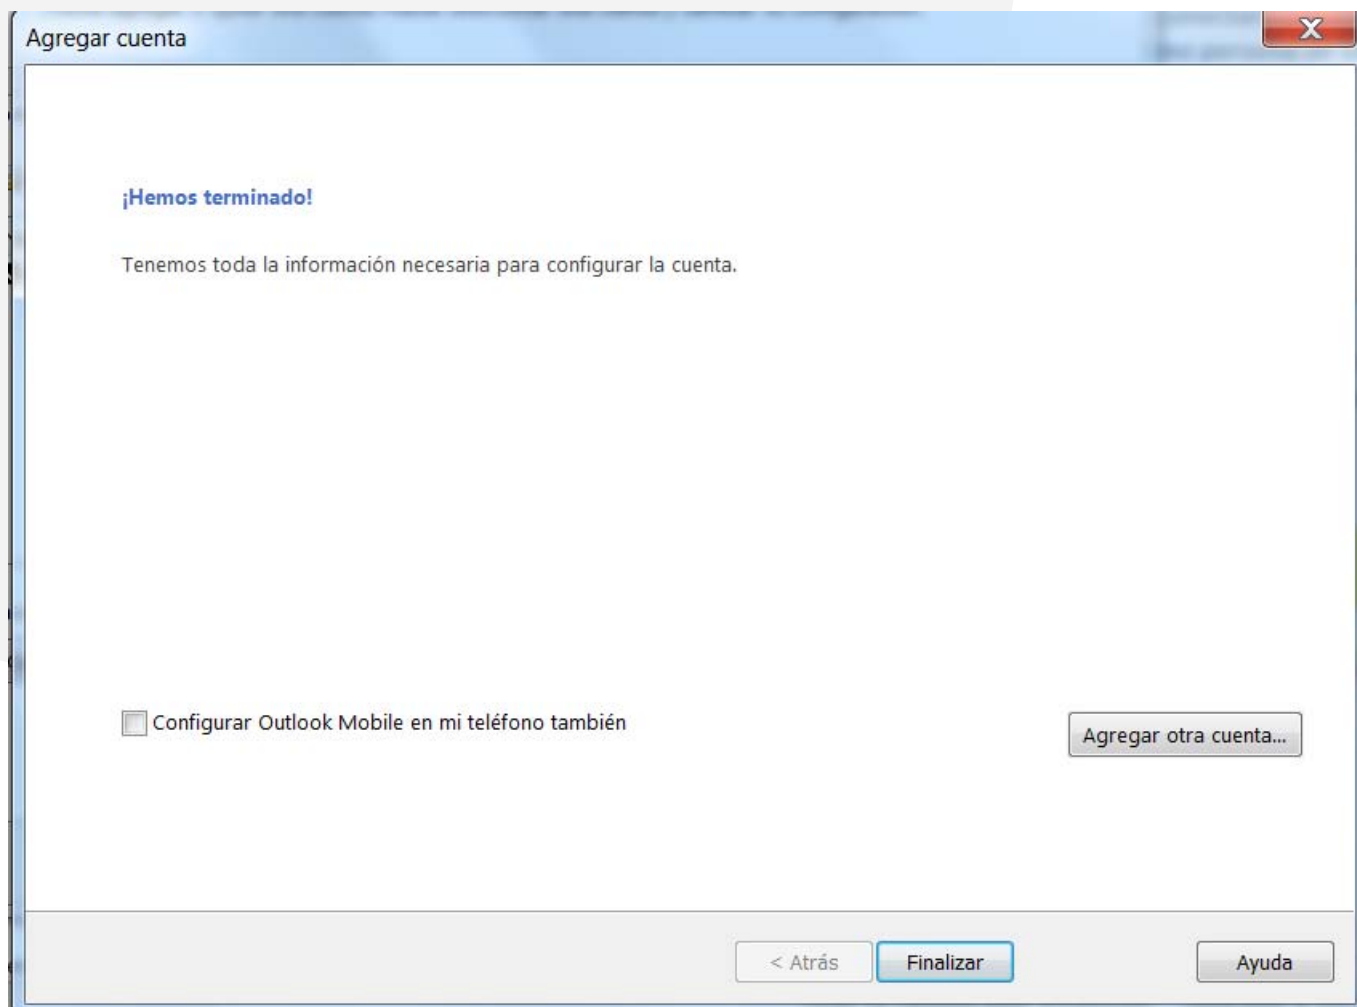 Agregar cuenta
¡Hemos terminado!
Tenemos toda la información necesaria para configurar la cuenta.
Configurar Outlook Mobile en mi teléfono también
Agregar otra cuenta...
< Atrás
Finalizar
Ayuda